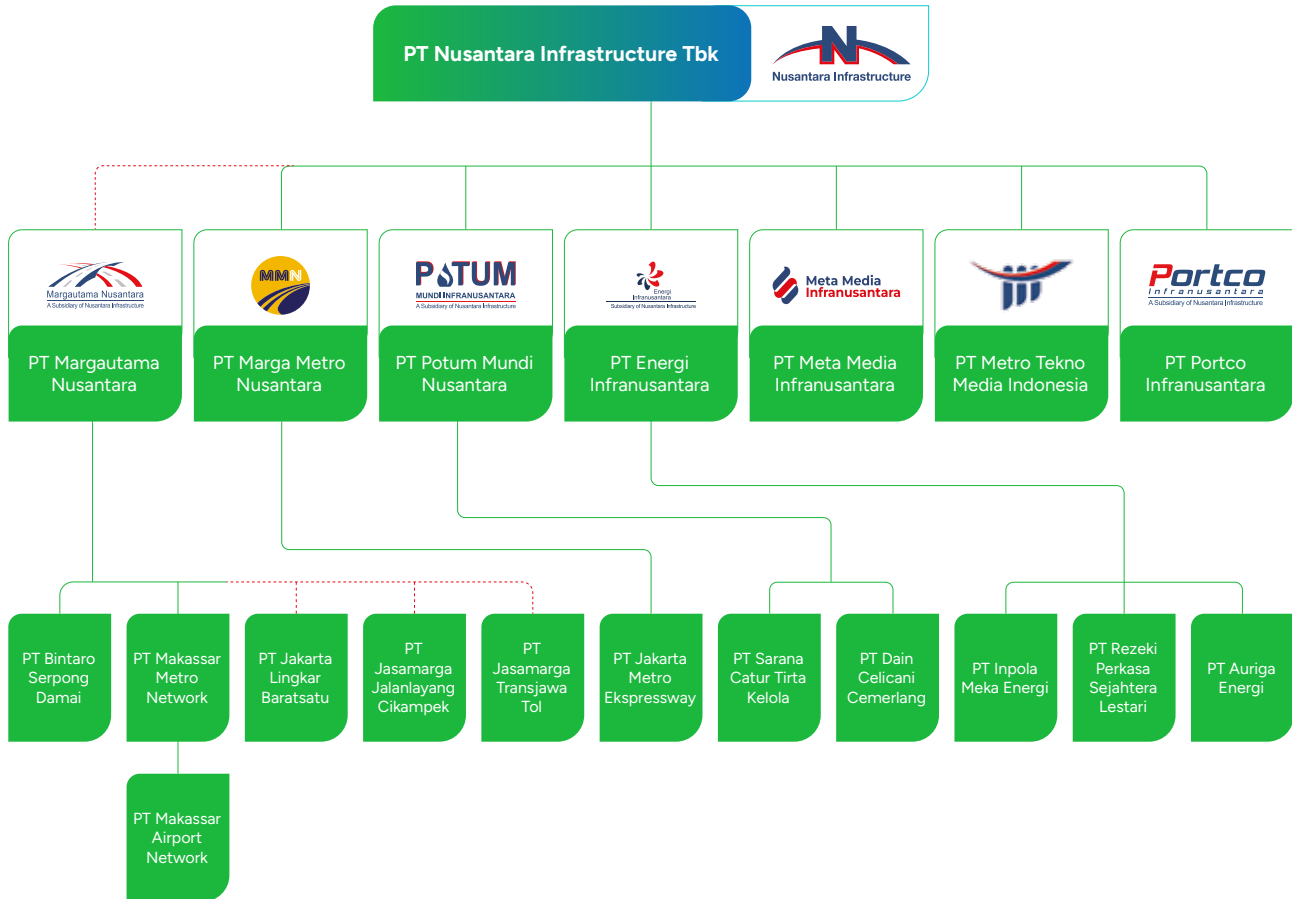 PT Nusantara Infrastructure Tbk
N
Nusantara Infrastructure
Margautama Nusantara
A Subsidiary of Nusantara Infrastructure
MMN
POTUM
MUNDI INFRANUSANTARA
A Subsidiary of Nusantara Infrastructure
Energi
Infranusantara
Subsidiary of Nusantara Infrastructure
Meta Media
Infranusantara
Portco
Infranusantara
A Subsidiary of Nusantara Infrastructure
PT Margautama
Nusantara
PT Marga Metro
Nusantara
PT Potum Mundi
Nusantara
PT Energi
Infranusantara
PT Meta Media
Infranusantara
PT Metro Tekno
Media Indonesia
PT Portco
Infranusantara
PT Bintaro
Serpong
Damai
PT Makassar
Metro
Network
PT Jakarta
Lingkar
Baratsatu
PT
Jasamarga
Jalanlayang
Cikampek
PT
Jasamarga
Transjawa
Tol
PT Jakarta
Metro
Ekspressway
PT Sarana
Catur Tirta
Kelola
PT Dain
Celicani
Cemerlang
PT Inpola
Meka Energi
PT Rezeki
Perkasa
Sejahtera
Lestari
PT Auriga
Energi
PT Makassar
Airport
Network